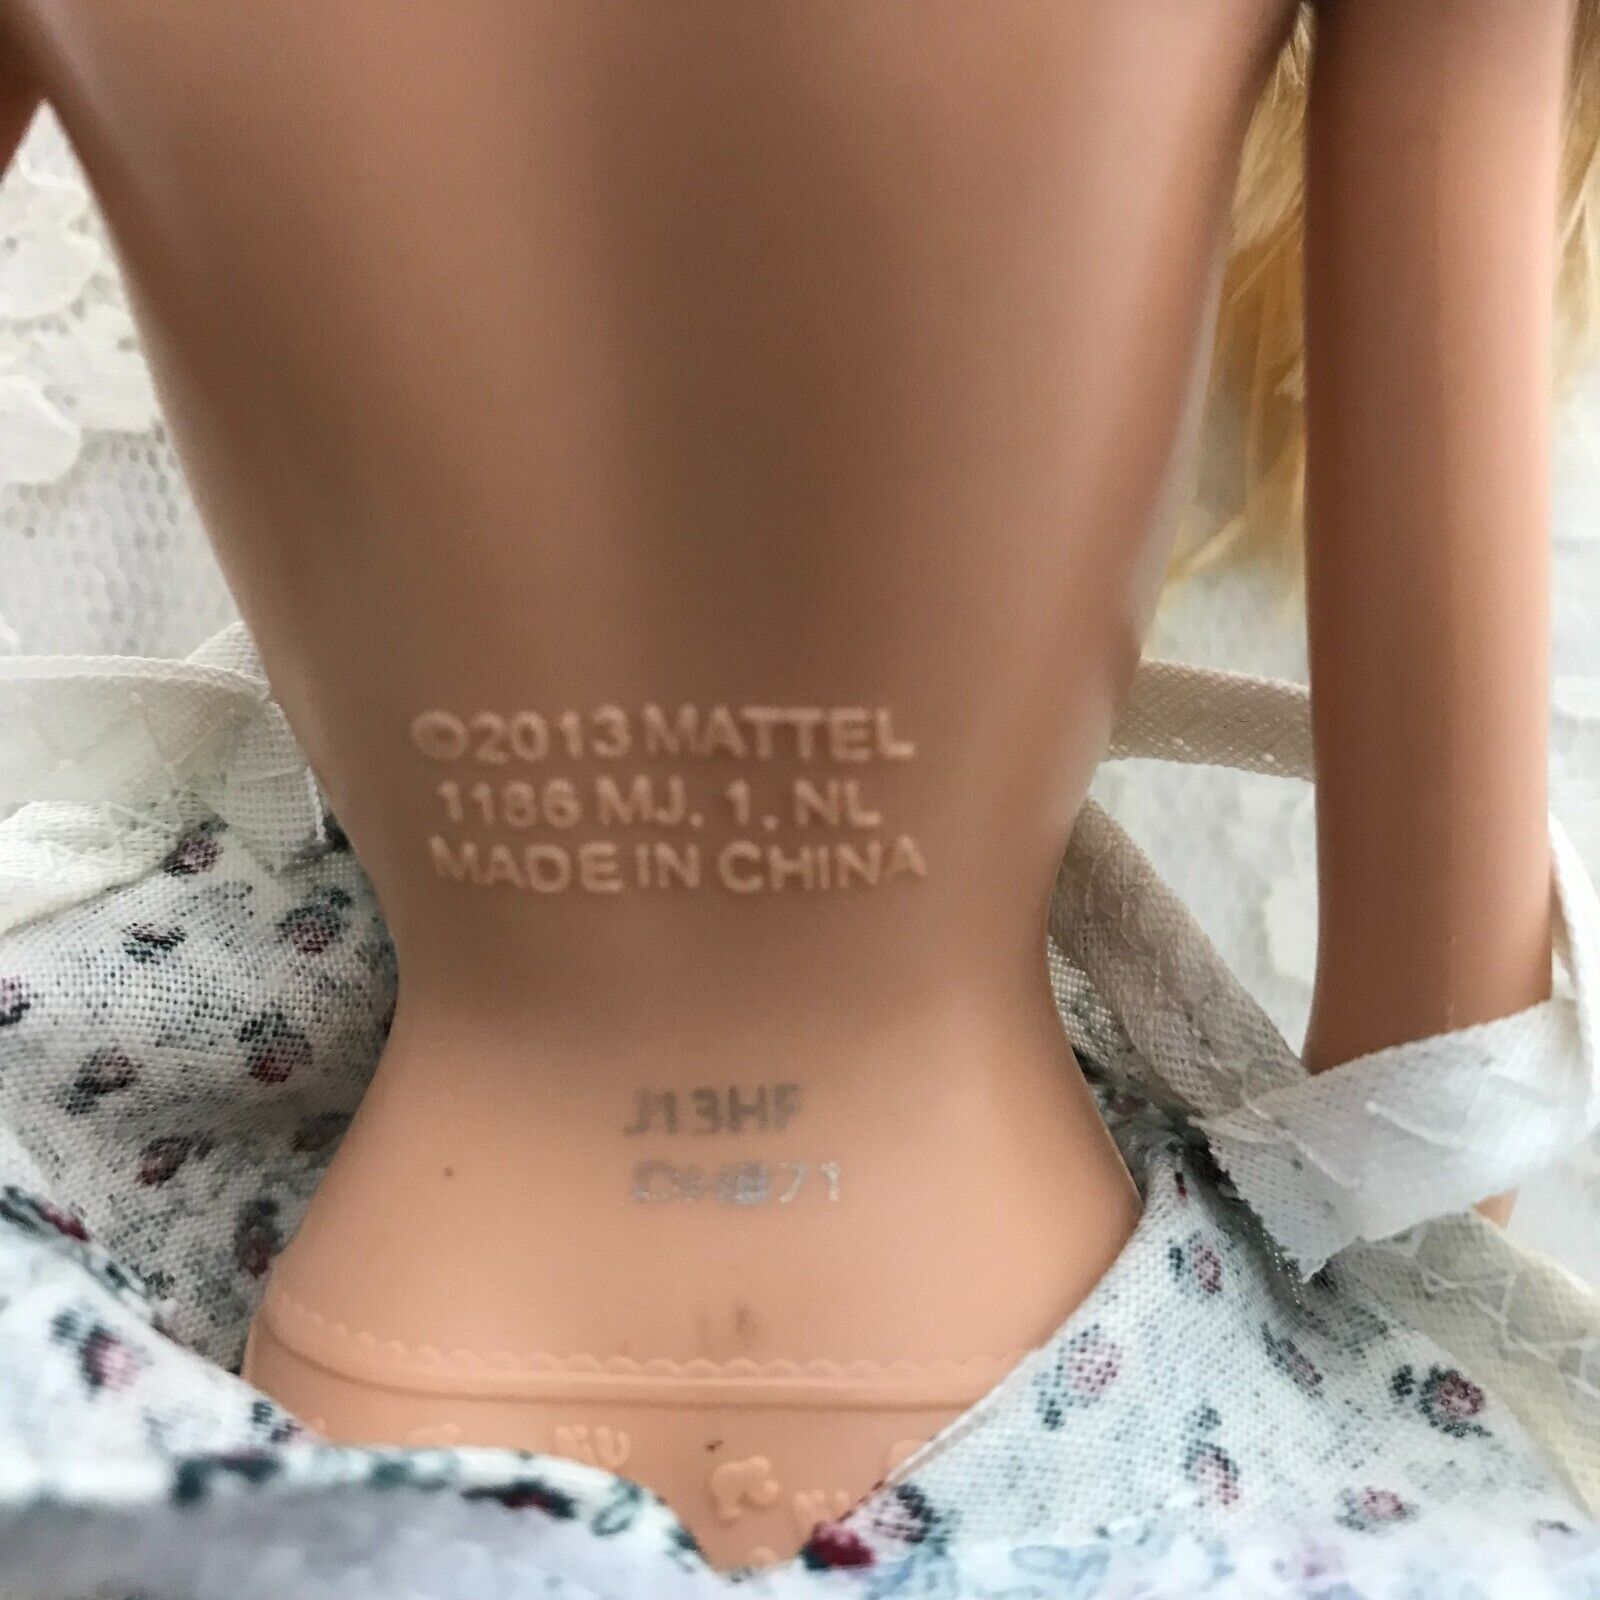 ©2013 MATTEL
1186 MJ. 1. NL
MADE IN CHINA
J13HF